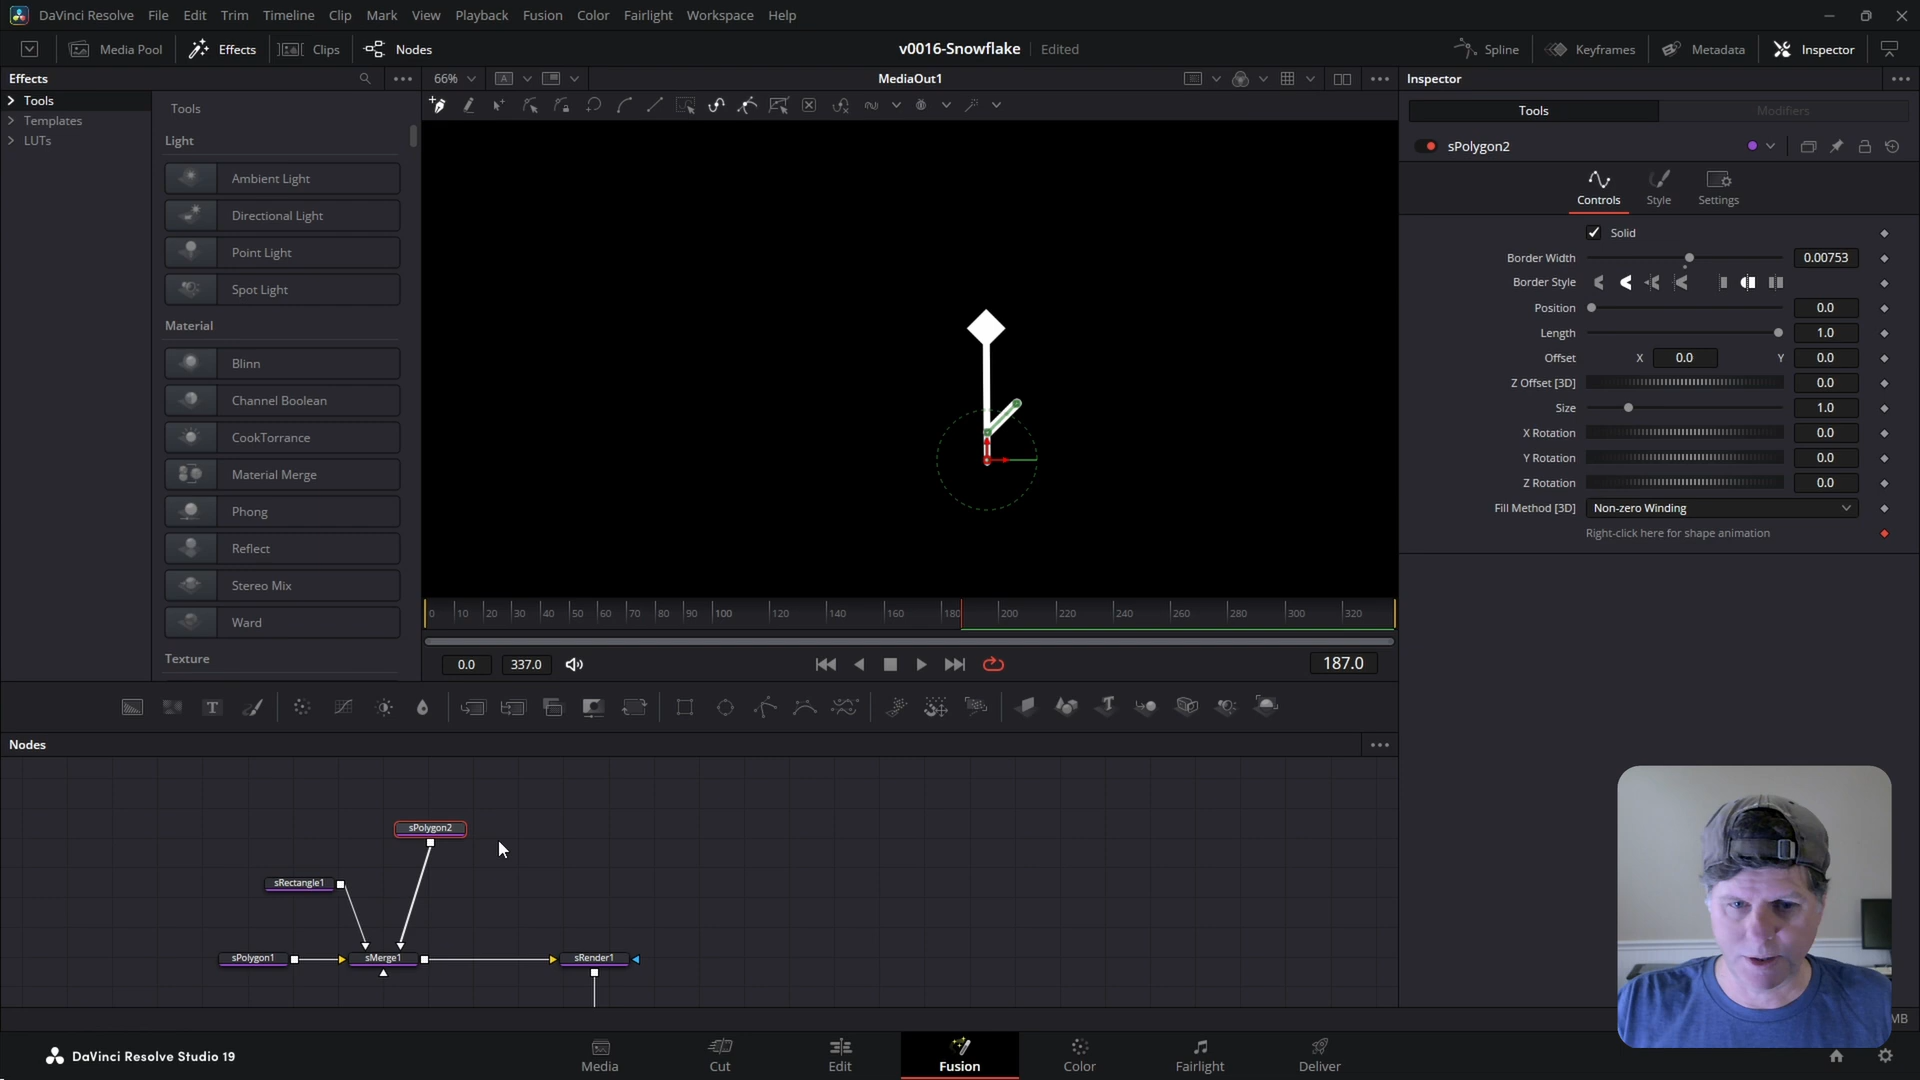 DaVinci Resolve File Edit Trim Timeline Clip Mark View Playback Fusion Color Fairlight Workspace Help
Media Pool Effects Clips Nodes v0016-Snowflake Edited Spline Keyframes Metadata Inspector
Effects 66% A MediaOut1 Inspector
Tools
Templates
LUTs
Tools
Light
Ambient Light
Directional Light
Point Light
Spot Light
Material
Blinn
Channel Boolean
CookTorrance
Material Merge
Phong
Reflect
Stereo Mix
Ward
Texture
0 10 20 30 40 50 60 70 80 90 100 120 140 160 180 200 220 240 260 280 300 320
0.0 337.0 187.0
T T
Tools Modifiers
sPolygon2
Controls Style Settings
Solid
Border Width 0.00753
Border Style
Position 0.0
Length 1.0
Offset X 0.0 Y 0.0
Z Offset [3D] 0.0
Size 1.0
X Rotation 0.0
Y Rotation 0.0
Z Rotation 0.0
Fill Method [3D] Non-zero Winding
Right-click here for shape animation
Nodes
sPolygon2
sRectangle1
sPolygon1 sMerge1 sRender1
MB
DaVinci Resolve Studio 19
Media Cut Edit Fusion Color Fairlight Deliver